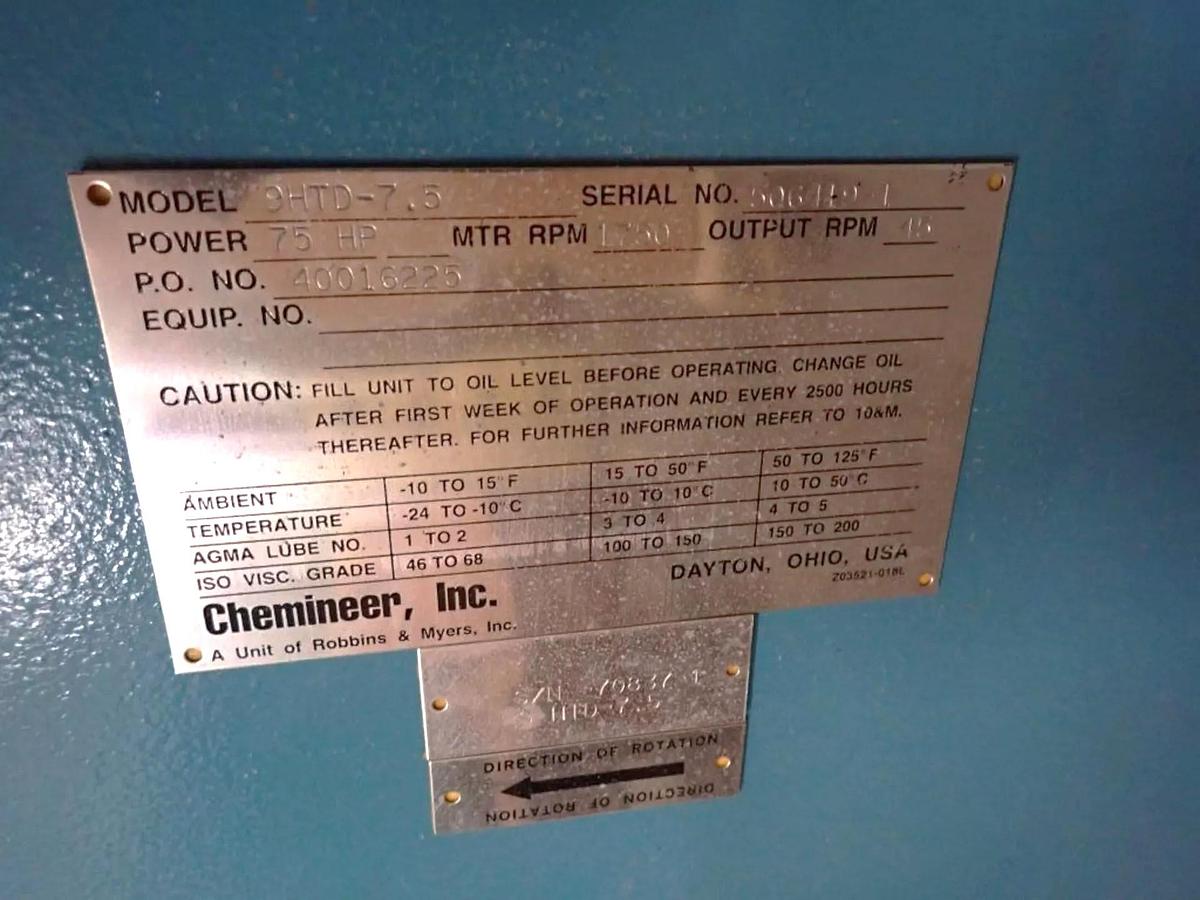 MODEL 9HTD-7.5 SERIAL NO.
POWER 75 HP MTR RPM 1750 OUTPUT RPM 45
P.O. NO. 40016225
EQUIP. NO.
CAUTION: FILL UNIT TO OIL LEVEL BEFORE OPERATING. CHANGE OIL
AFTER FIRST WEEK OF OPERATION AND EVERY 2500 HOURS
THEREAFTER. FOR FURTHER INFORMATION REFER TO IO&M.
AMBIENT -10 TO 15°F 15 TO 50°F 50 TO 125°F
TEMPERATURE -24 TO -10°C -10 TO 10°C 10 TO 50°C
AGMA LUBE NO. 1 TO 2 3 TO 4 4 TO 5
ISO VISC. GRADE 46 TO 68 100 TO 150 150 TO 200
Chemineer, Inc. DAYTON, OHIO, USA
A Unit of Robbins & Myers, Inc. Z03521-018L
S/N
DIRECTION OF ROTATION
DIRECTION OF ROTATION